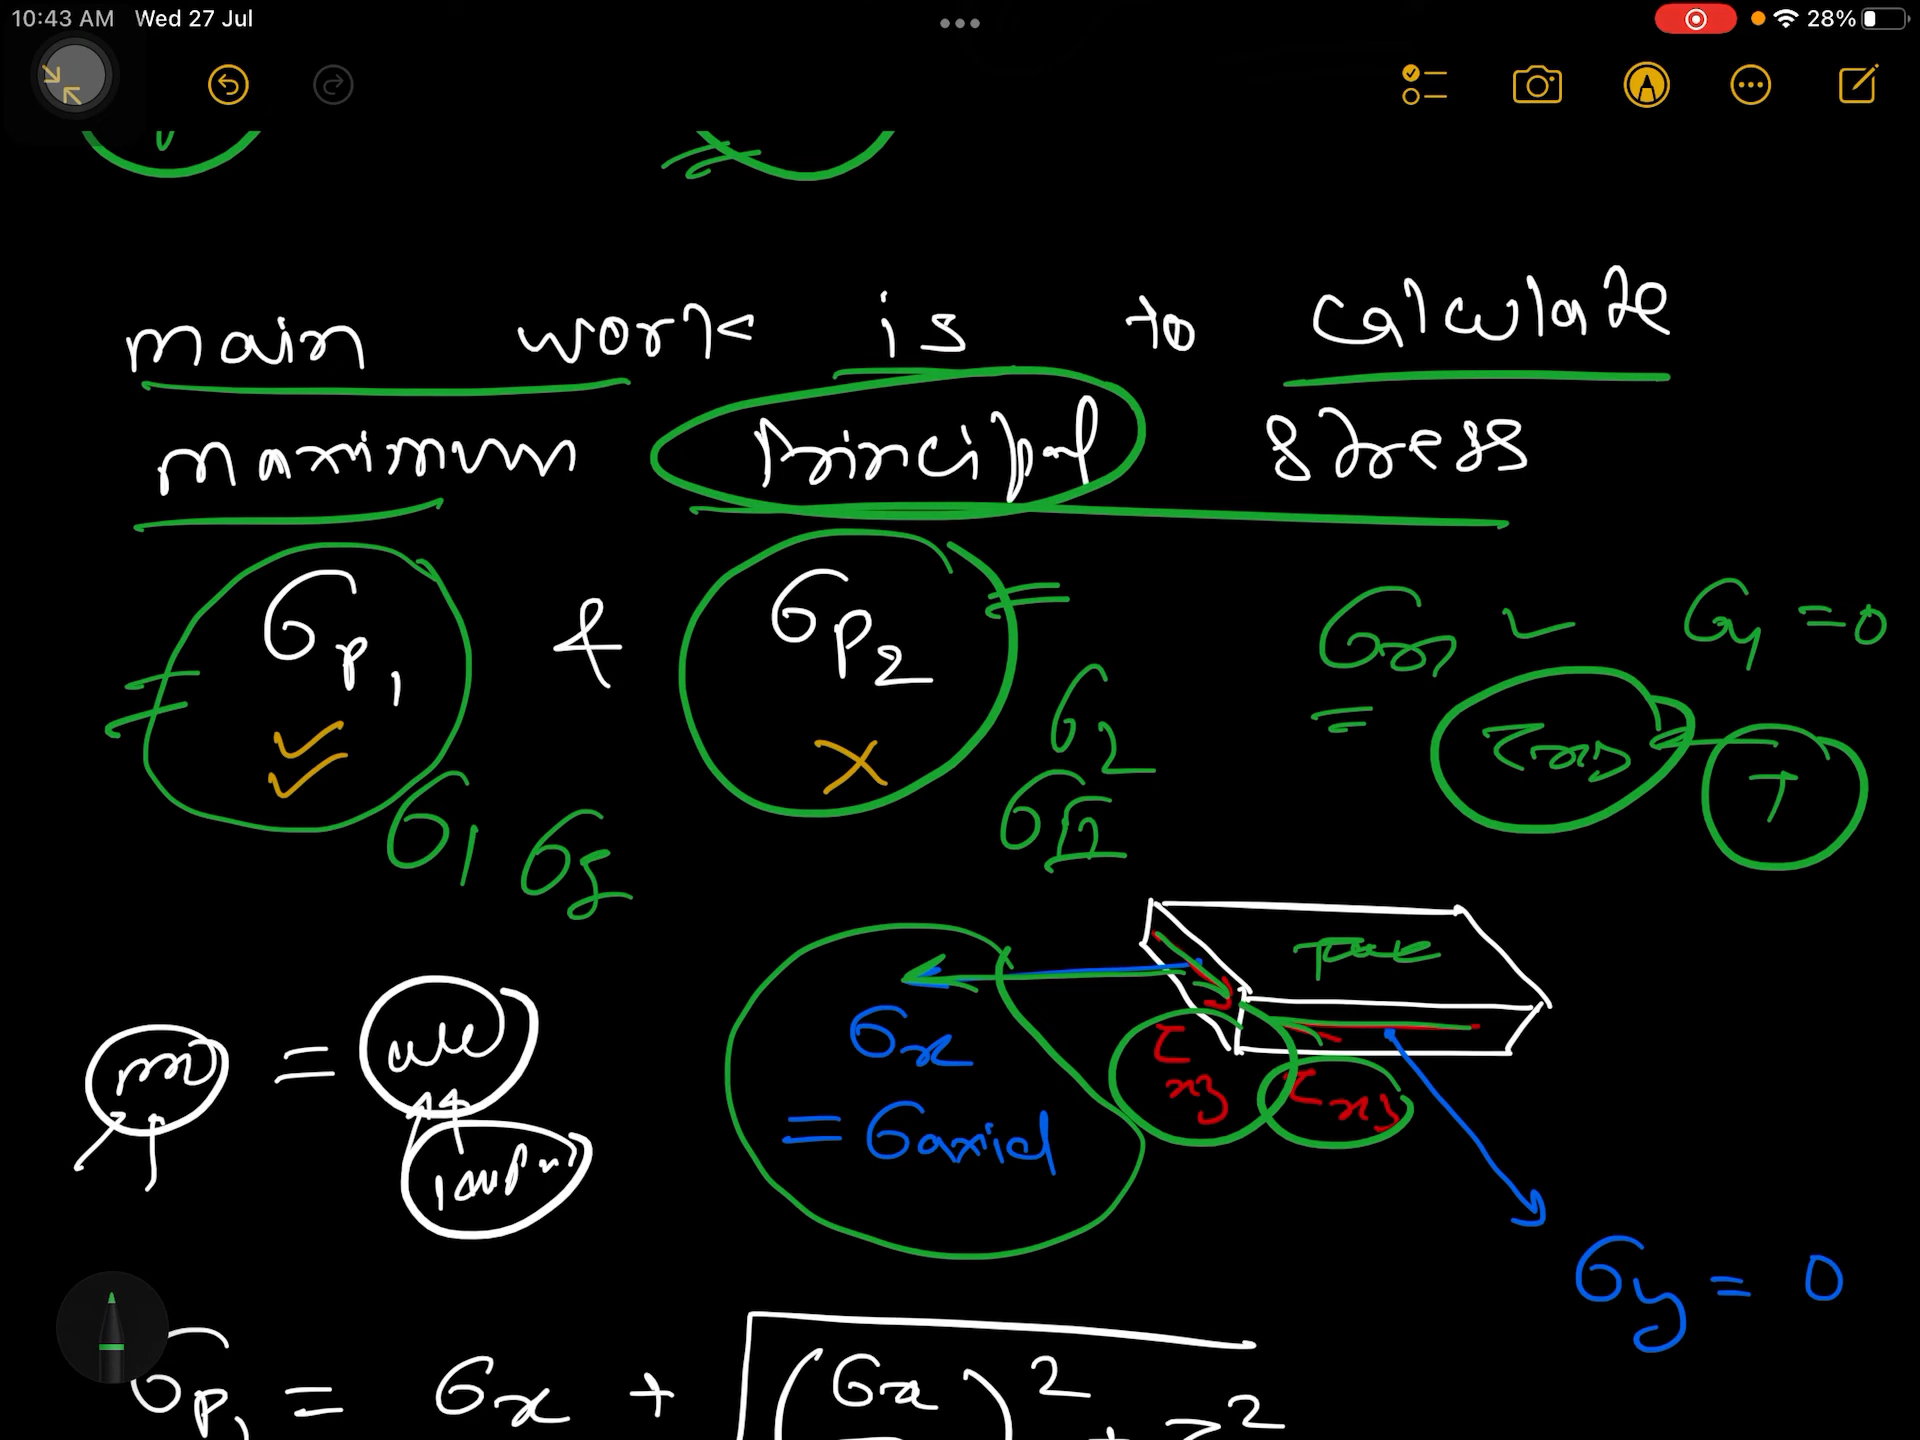 10:43 AM Wed 27 Jul
28%
main work is to calculate
maximum principal stress
σp1 & σp2
σx σy = 0
τxy
T
σ1 σ2
σII
σx
= σaxial
τxy τxy
σy = 0
σp1 = σx + √(σx )² + τ²